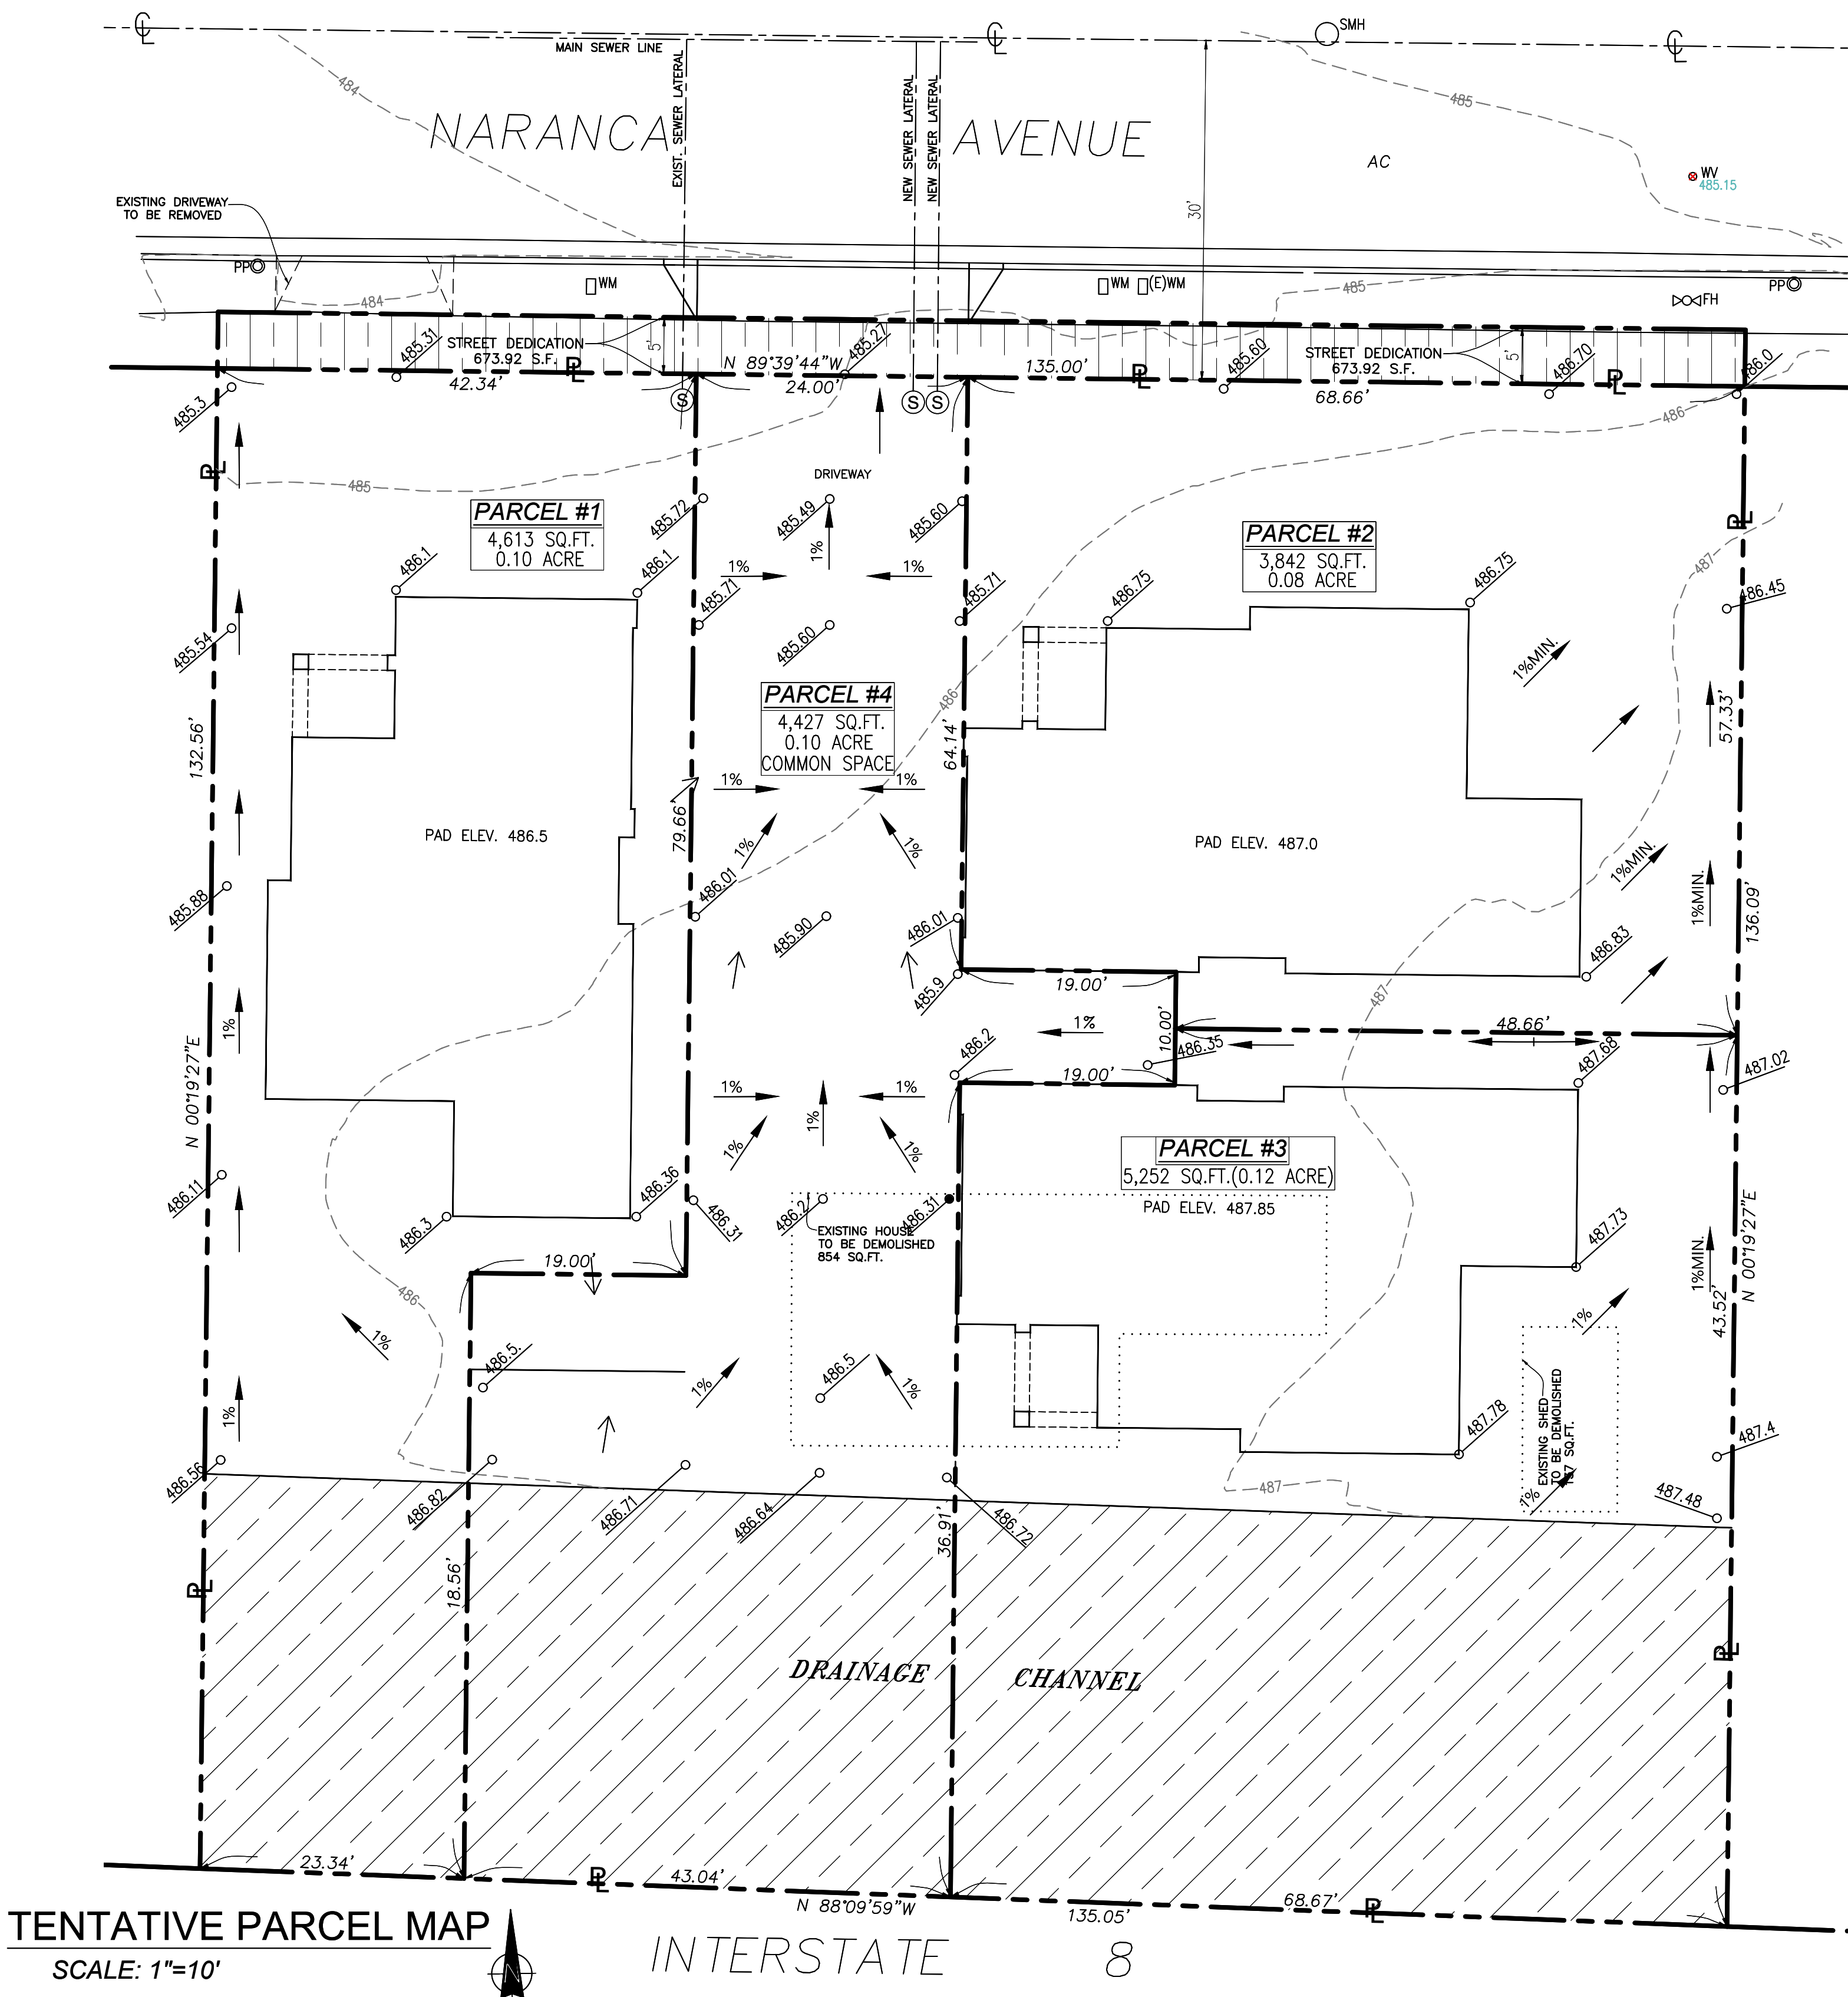 ℄
℄
SMH
℄
MAIN SEWER LINE
EXIST. SEWER LATERAL
NEW SEWER LATERAL
NEW SEWER LATERAL
484
485
NARANCA AVENUE
AC
WV
485.15
30'
EXISTING DRIVEWAY
TO BE REMOVED
PP
WM
WM
(E)WM
485
PP
FH
484
485.31
STREET DEDICATION
673.92 S.F.
5'
N 89°39'44"W
485.27
135.00'
485.60
STREET DEDICATION
673.92 S.F.
5'
486.70
486.0
PL
PL
PL
42.34'
24.00'
68.66'
485.3
S
S
S
486
PL
485
DRIVEWAY
PARCEL #1
4,613 SQ.FT.
0.10 ACRE
485.72
485.49
485.60
PARCEL #2
3,842 SQ.FT.
0.08 ACRE
PL
487
486.1
486.1
1%
1%
1%
485.71
485.71
486.75
486.75
486.45
485.54
485.60
1%MIN.
PARCEL #4
4,427 SQ.FT.
0.10 ACRE
COMMON SPACE
486
64.14'
57.33'
132.56'
1%
1%
79.66'
PAD ELEV. 486.5
PAD ELEV. 487.0
1%
1%
1%MIN.
1%MIN.
136.09'
485.88
486.01
485.90
486.01
486.83
485.9
19.00'
487
1%
1%
10.00'
48.66'
486.2
486.35
487.68
487.02
N 00°19'27"E
19.00'
1%
1%
1%
1%
1%
PARCEL #3
5,252 SQ.FT.(0.12 ACRE)
PAD ELEV. 487.85
486.11
486.3
486.36
486.31
486.2
486.31
EXISTING HOUSE
TO BE DEMOLISHED
854 SQ.FT.
487.73
N 00°19'27"E
1%MIN.
19.00'
486
43.52'
1%
1%
486.5
486.5
1%
1%
1%
EXISTING SHED
TO BE DEMOLISHED
157 SQ.FT.
487.78
487.4
486.56
486.82
486.71
486.64
486.72
487
1%
487.48
36.91'
18.56'
PL
DRAINAGE CHANNEL
PL
23.34'
PL
43.04'
N 88°09'59"W
68.67'
PL
135.05'
TENTATIVE PARCEL MAP
SCALE: 1"=10'
N
INTERSTATE 8